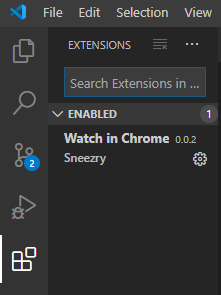 File Edit Selection View
EXTENSIONS
Search Extensions in ...
ENABLED 1
Watch in Chrome 0.0.2
Sneezry
2